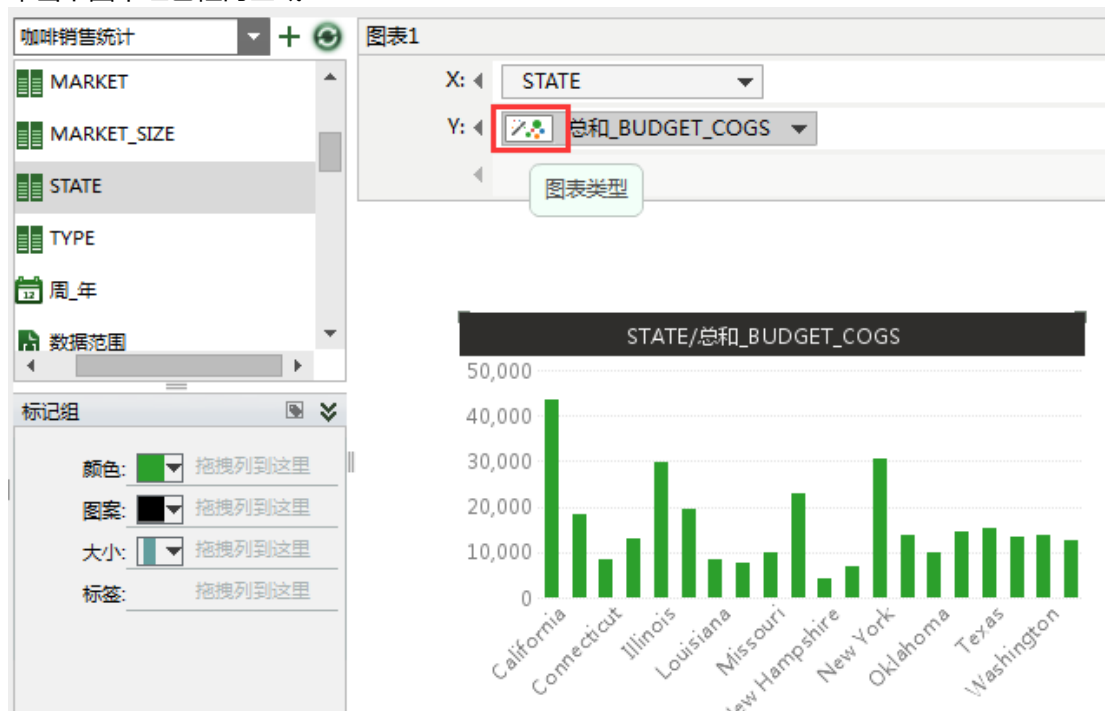 咖啡销售统计
图表1
MARKET
MARKET_SIZE
STATE
TYPE
12
周_年
数据范围
X:
STATE
Y:
总和_BUDGET_COGS
图表类型
标记组
颜色:
拖拽列到这里
图案:
拖拽列到这里
大小:
拖拽列到这里
标签:
拖拽列到这里
STATE/总和_BUDGET_COGS
50,000
40,000
30,000
20,000
10,000
0
California
Connecticut
Illinois
Louisiana
Missouri
New Hampshire
New York
Oklahoma
Texas
Washington